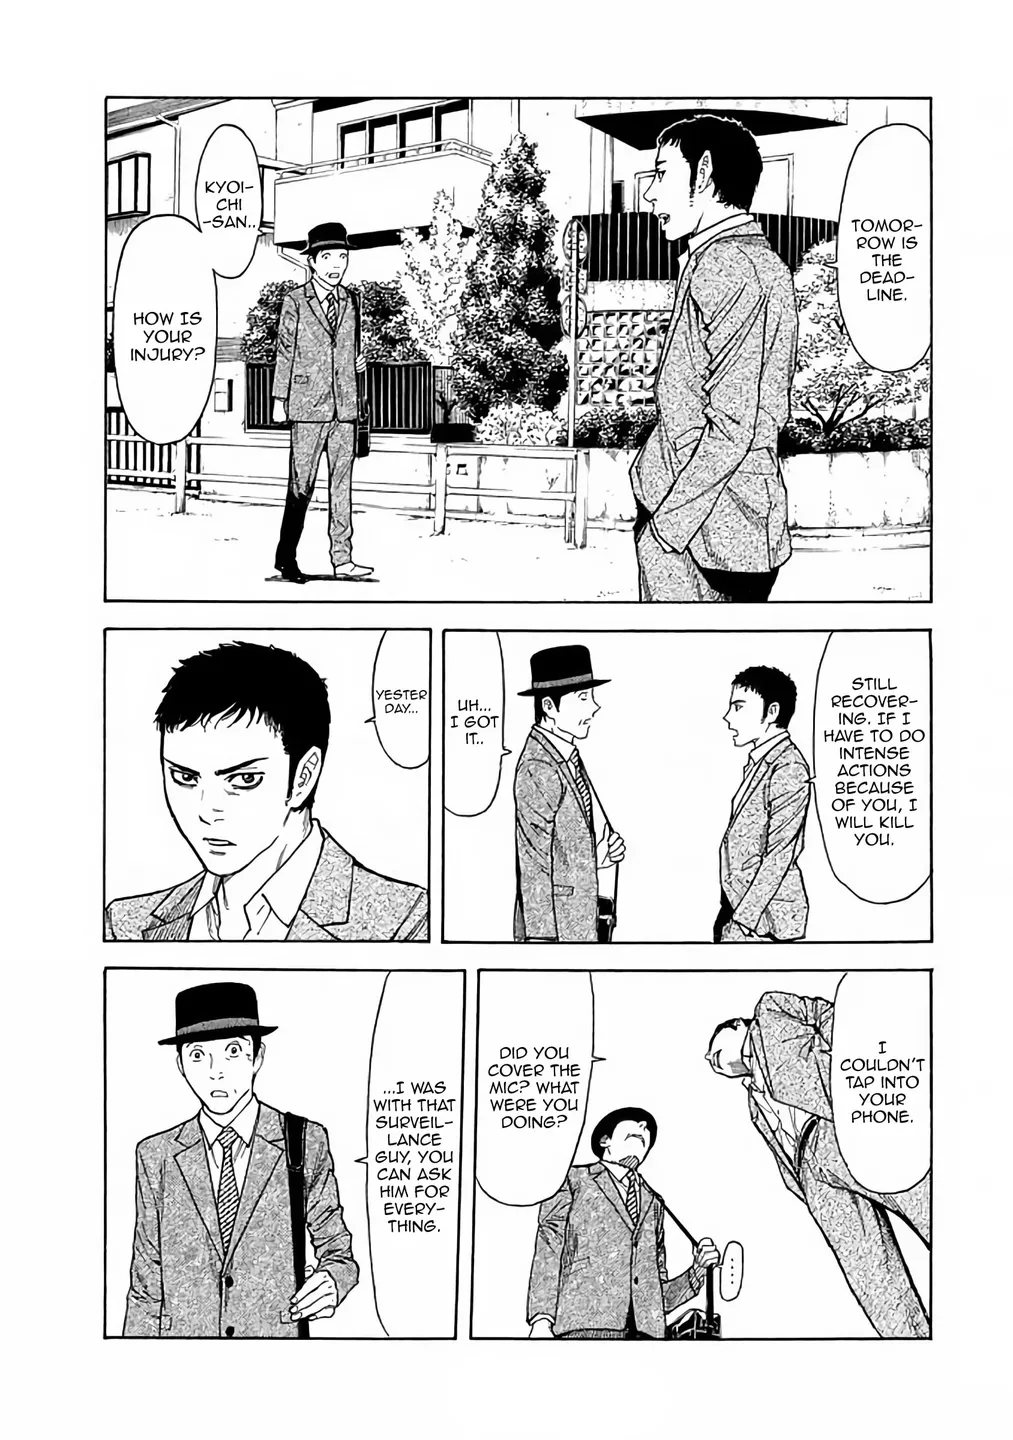 TOMOR-
ROW IS
THE
DEAD-
LINE.
KYOI-
CHI
-SAN..
HOW IS
YOUR
INJURY?
STILL
RECOVER-
ING. IF I
HAVE TO DO
INTENSE
ACTIONS
BECAUSE
OF YOU, I
WILL KILL
YOU.
UH...
I GOT
IT..
YESTER
DAY...
I
COULDN'T
TAP INTO
YOUR
PHONE.
DID YOU
COVER THE
MIC? WHAT
WERE YOU
DOING?
....
...I WAS
WITH THAT
SURVEIL-
LANCE
GUY, YOU
CAN ASK
HIM FOR
EVERY-
THING.